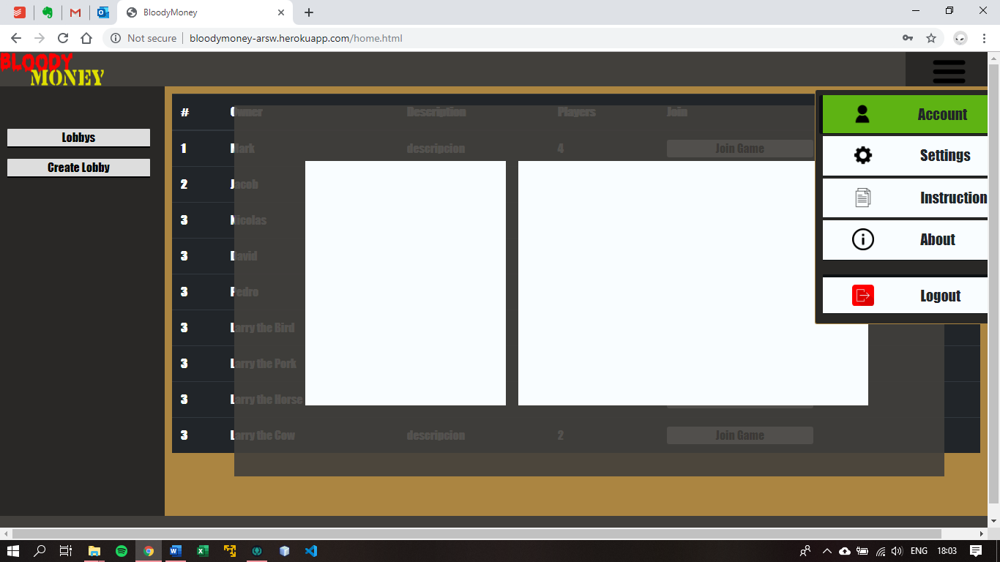 BloodyMoney
Not secure
bloodymoney-arsw.herokuapp.com/home.html
BLOODY
MONEY
Lobbys
Create Lobby
# Owner Description Players Join
1 Mark descripcion 4 Join Game
2 Jacob
3 Nicolas
3 David
3 Pedro
3 Larry the Bird
3 Larry the Pork
3 Larry the Horse
3 Larry the Cow descripcion 2 Join Game
Account
Settings
Instruction
About
Logout
ENG 18:03